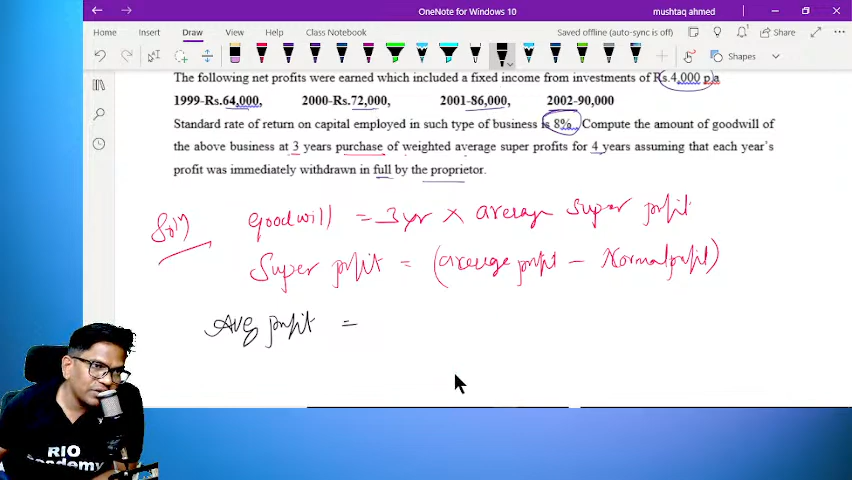 OneNote for Windows 10
mushtaq ahmed
Home Insert Draw View Help Class Notebook
Saved offline (auto-sync is off)
Share
Shapes
The following net profits were earned which included a fixed income from investments of Rs.4,000 p/a
1999-Rs.64,000, 2000-Rs.72,000, 2001-86,000, 2002-90,000
Standard rate of return on capital employed in such type of business is 8%. Compute the amount of goodwill of
the above business at 3 years purchase of weighted average super profits for 4 years assuming that each year's
profit was immediately withdrawn in full by the proprietor.
Sol'n goodwill = 3yr × average super profit
Super profit = (average profit - Normal profit)
Avg profit =
RIO
Academy